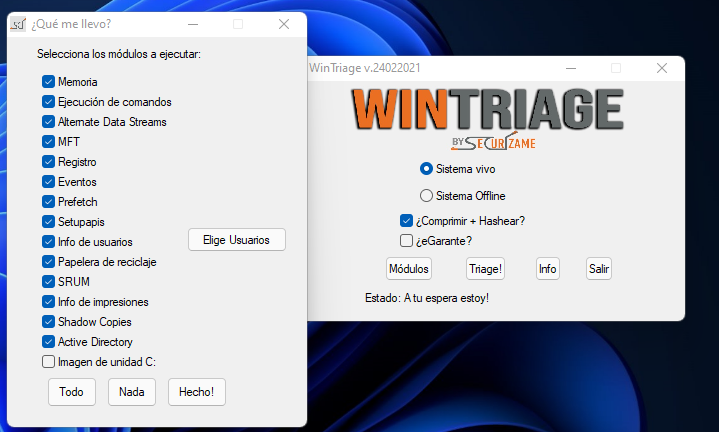 ¿Qué me llevo?
Selecciona los módulos a ejecutar:
Memoria
Ejecución de comandos
Alternate Data Streams
MFT
Registro
Eventos
Prefetch
Setupapis
Info de usuarios
Elige Usuarios
Papelera de reciclaje
SRUM
Info de impresiones
Shadow Copies
Active Directory
Imagen de unidad C:
Todo Nada Hecho!
WinTriage v.24022021
WINTRIAGE
BY SECURIZAME
Sistema vivo
Sistema Offline
¿Comprimir + Hashear?
¿eGarante?
Módulos Triage! Info Salir
Estado: A tu espera estoy!